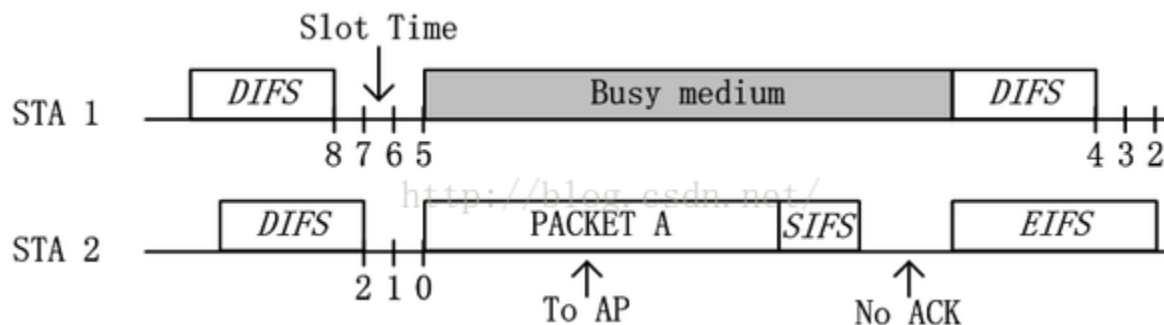 Slot Time
STA 1 DIFS Busy medium DIFS
8 7 6 5 4 3 2
http://blog.csdn.net/
STA 2 DIFS PACKET A SIFS EIFS
2 1 0
To AP No ACK